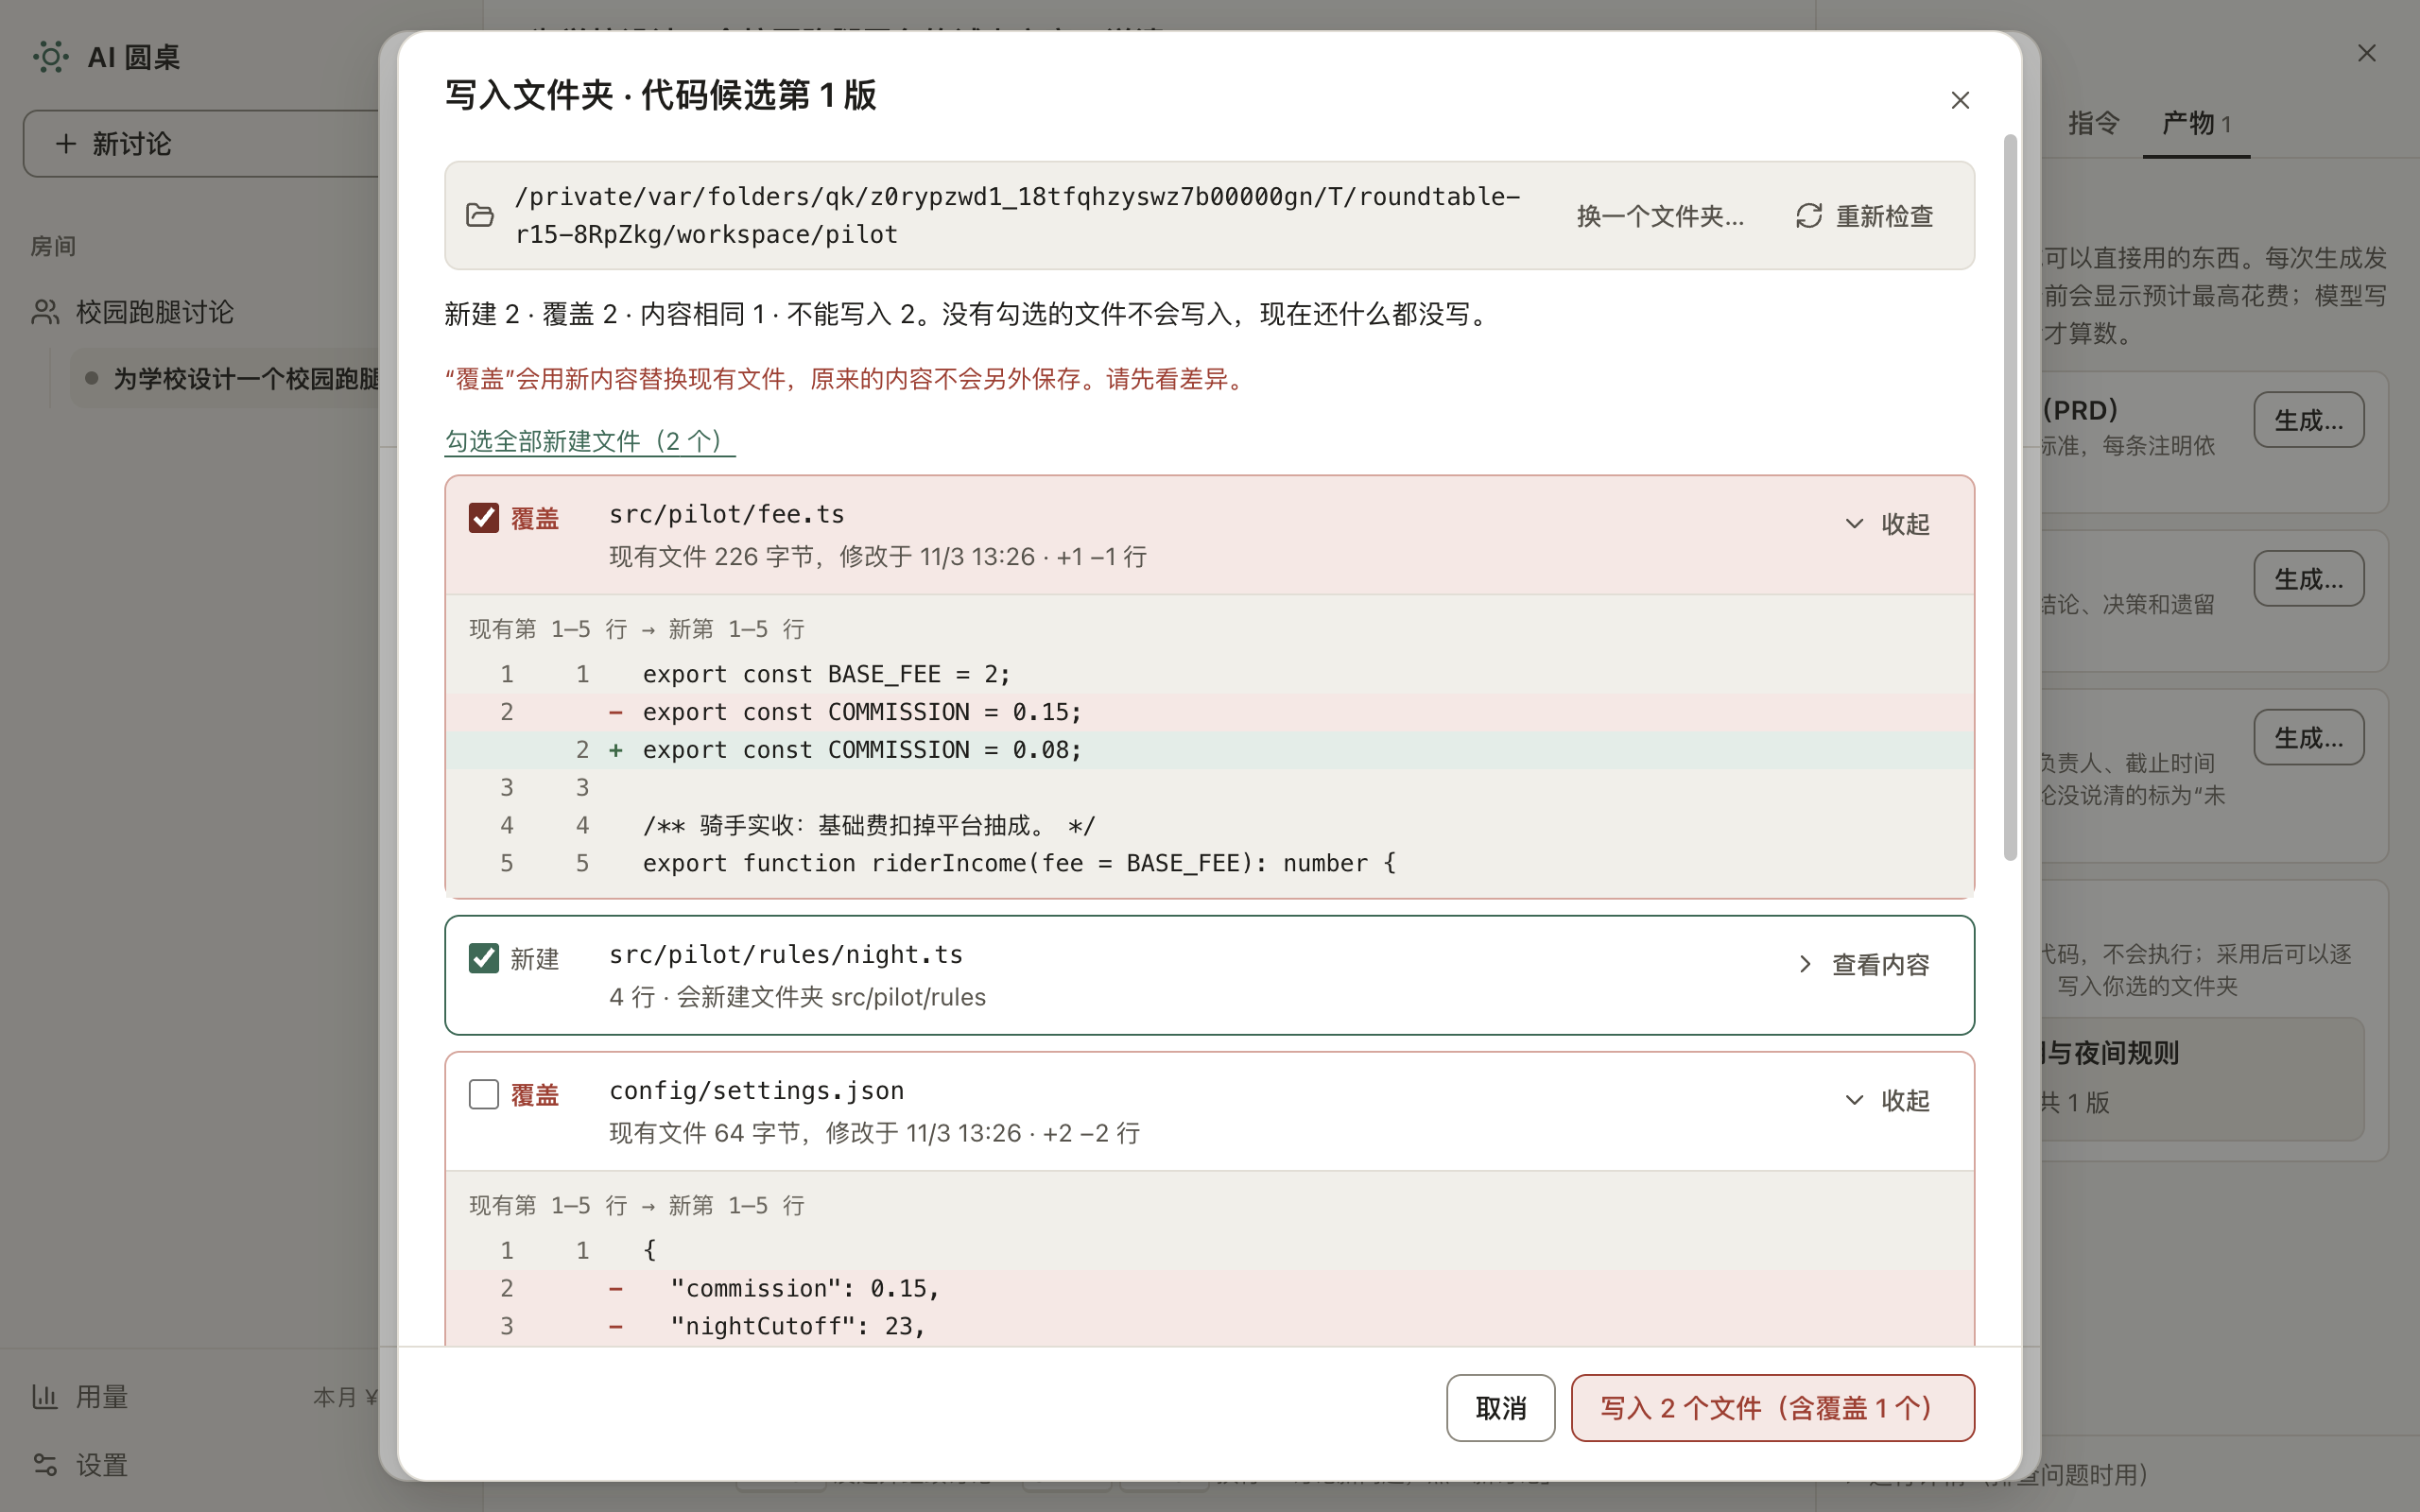 AI 圆桌
新讨论
房间
校园跑腿讨论
为学校设计一个校园跑腿
用量
本月 ¥
设置
写入文件夹 · 代码候选第 1 版
/private/var/folders/qk/z0rypzwd1_18tfqhzyswz7b00000gn/T/roundtable-
r15-8RpZkg/workspace/pilot
换一个文件夹...
重新检查
新建 2 · 覆盖 2 · 内容相同 1 · 不能写入 2。没有勾选的文件不会写入，现在还什么都没写。
“覆盖”会用新内容替换现有文件，原来的内容不会另外保存。请先看差异。
勾选全部新建文件（2 个）
覆盖
src/pilot/fee.ts
收起
现有文件 226 字节，修改于 11/3 13:26 · +1 −1 行
现有第 1–5 行 → 新第 1–5 行
1 1 export const BASE_FEE = 2;
2 − export const COMMISSION = 0.15;
2 + export const COMMISSION = 0.08;
3 3
4 4 /** 骑手实收：基础费扣掉平台抽成。 */
5 5 export function riderIncome(fee = BASE_FEE): number {
新建
src/pilot/rules/night.ts
查看内容
4 行 · 会新建文件夹 src/pilot/rules
覆盖
config/settings.json
收起
现有文件 64 字节，修改于 11/3 13:26 · +2 −2 行
现有第 1–5 行 → 新第 1–5 行
1 1 {
2 − "commission": 0.15,
3 − "nightCutoff": 23,
取消
写入 2 个文件（含覆盖 1 个）
指令
产物 1
可以直接用的东西。每次生成发
前会显示预计最高花费；模型写
才算数。
（PRD）
生成...
标准，每条注明依
生成...
结论、决策和遗留
生成...
负责人、截止时间
论没说清的标为“未
代码，不会执行；采用后可以逐
写入你选的文件夹
与夜间规则
共 1 版
问题时用）